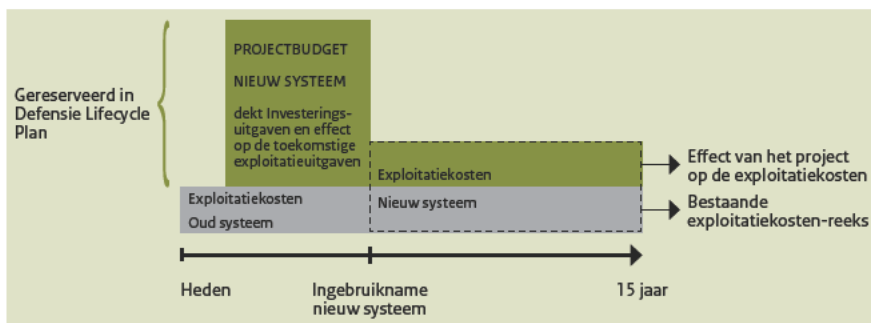 PROJECTBUDGET
NIEUW SYSTEEM
dekt Investerings-
uitgaven en effect
op de toekomstige
exploitatieuitgaven
Gereserveerd in
Defensie Lifecycle
Plan
Exploitatiekosten
Effect van het project
op de exploitatiekosten
Exploitatiekosten
Oud systeem
Nieuw systeem
Bestaande
exploitatiekosten-reeks
Heden
Ingebruikname
nieuw systeem
15 jaar